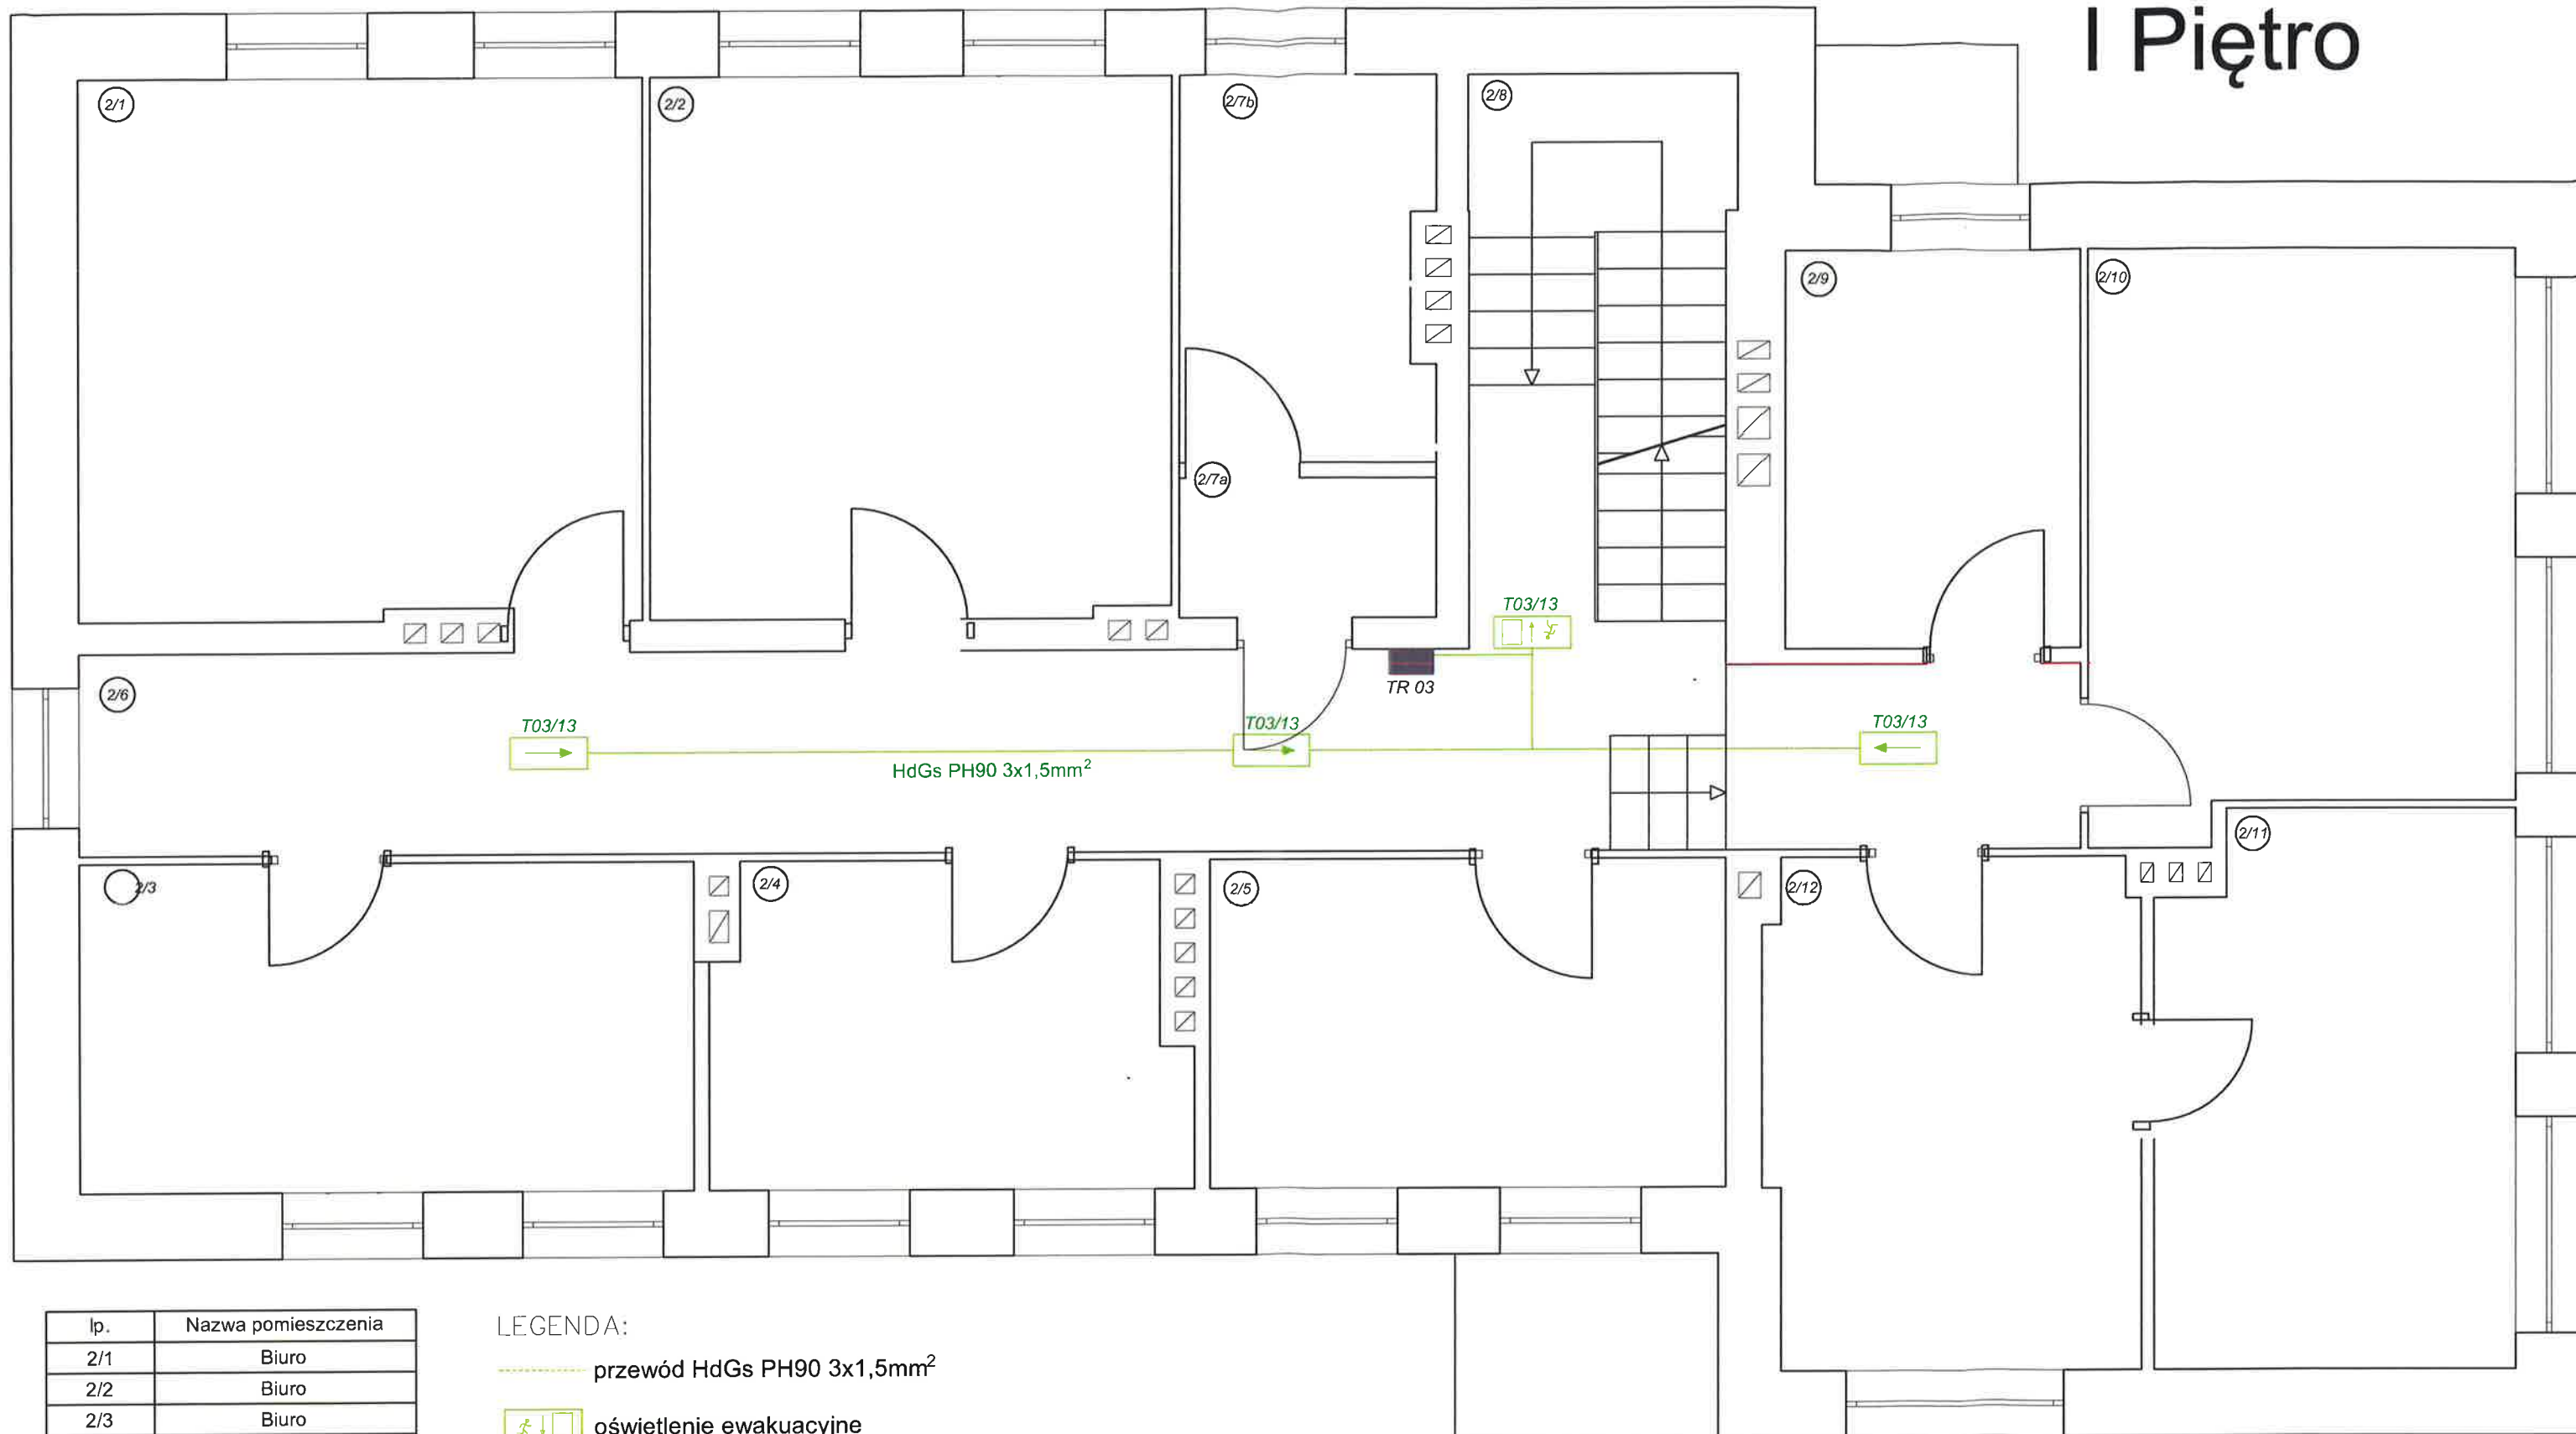 I Piętro
2/1
2/2
2/7b
2/8
2/9
2/10
2/7a
T03/13
2/6
TR 03
T03/13
T03/13
T03/13
HdGs PH90 3x1,5mm²
2/11
2/3
2/4
2/5
2/12
lp. Nazwa pomieszczenia
2/1 Biuro
2/2 Biuro
2/3 Biuro
LEGENDA:
przewód HdGs PH90 3x1,5mm²
oświetlenie ewakuacyjne